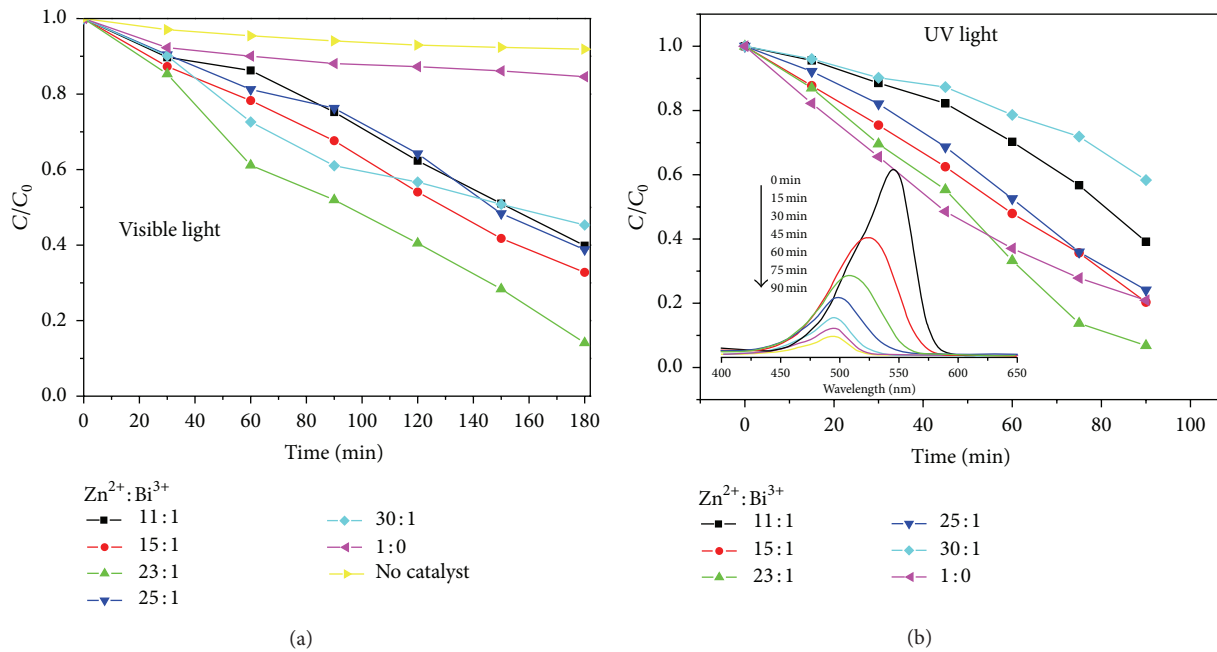 1.0
0.8
0.6
0.4
0.2
0.0
C/C₀
Visible light
0 20 40 60 80 100 120 140 160 180
Time (min)
Zn²⁺:Bi³⁺
11:1
15:1
23:1
25:1
30:1
1:0
No catalyst
(a)
1.0
0.8
0.6
0.4
0.2
0.0
C/C₀
UV light
0 min
15 min
30 min
45 min
60 min
75 min
90 min
400 450 500 550 600 650
Wavelength (nm)
0 20 40 60 80 100
Time (min)
Zn²⁺:Bi³⁺
11:1
15:1
23:1
25:1
30:1
1:0
(b)